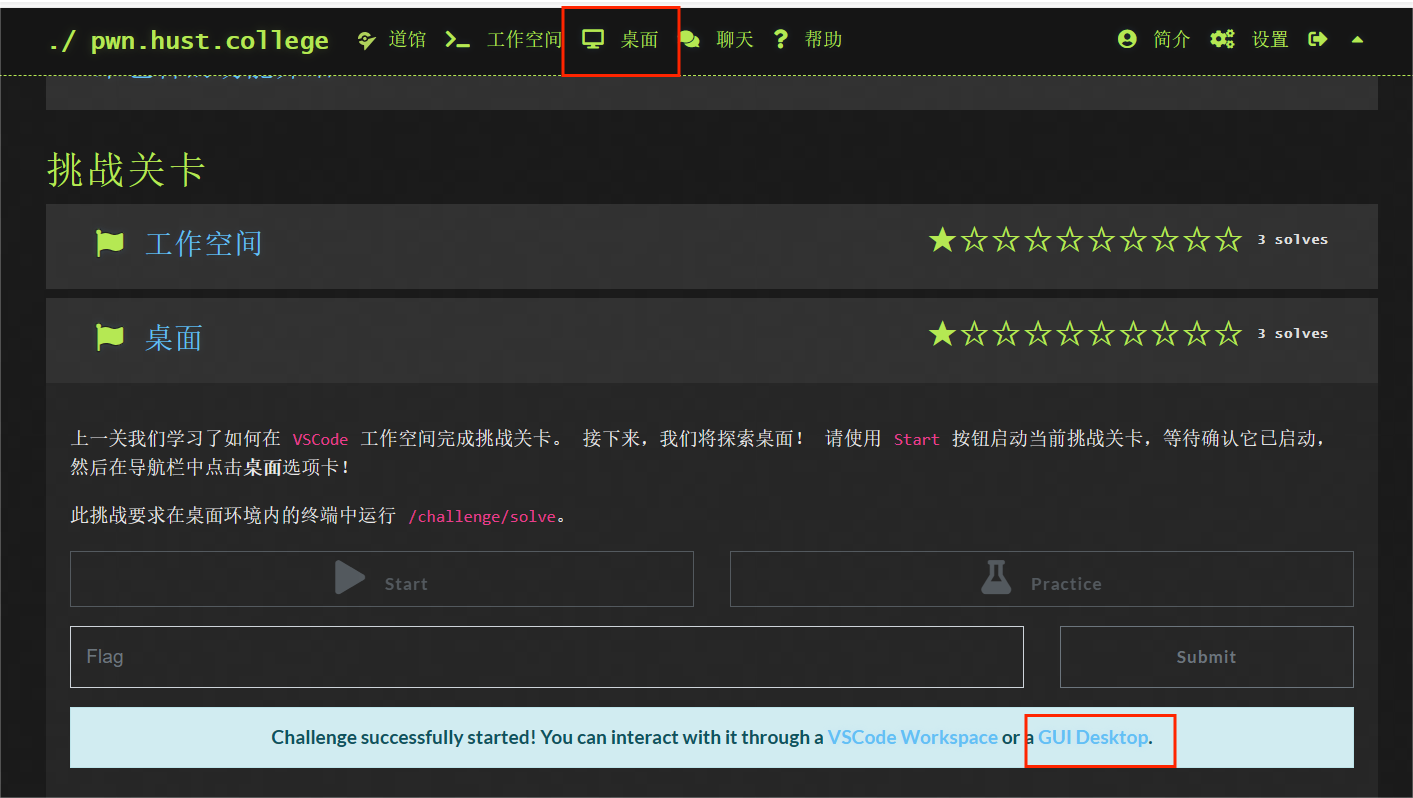 ./ pwn.hust.college 道馆 工作空间 桌面 聊天 ? 帮助 简介 设置
挑战关卡
工作空间 3 solves
桌面 3 solves
上一关我们学习了如何在 VSCode 工作空间完成挑战关卡。 接下来，我们将探索桌面！ 请使用 Start 按钮启动当前挑战关卡，等待确认它已启动，
然后在导航栏中点击桌面选项卡！
此挑战要求在桌面环境内的终端中运行 /challenge/solve。
Start Practice
Flag Submit
Challenge successfully started! You can interact with it through a VSCode Workspace or a GUI Desktop.